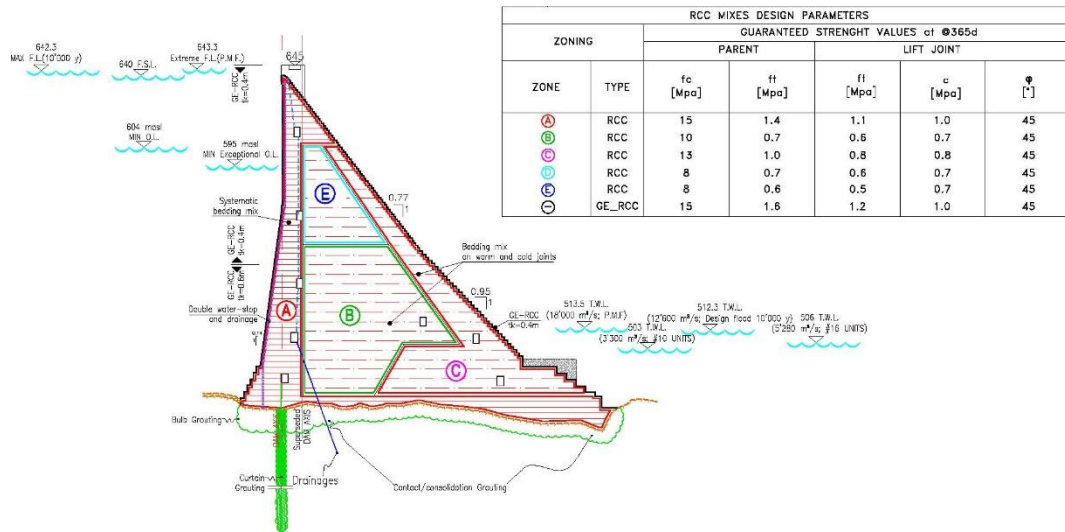 RCC MIXES DESIGN PARAMETERS
ZONING
GUARANTEED STRENGHT VALUES at @365d
PARENT
LIFT JOINT
ZONE TYPE fc [Mpa] ft [Mpa] ft [Mpa] c [Mpa] φ [°]
A RCC 15 1.4 1.1 1.0 45
B RCC 10 0.7 0.6 0.7 45
C RCC 13 1.0 0.8 0.8 45
D RCC 8 0.7 0.6 0.7 45
E RCC 8 0.6 0.5 0.7 45
GE_RCC 15 1.6 1.2 1.0 45
642.3
MAX F.L.(10'000 y)
640 F.S.L.
643.3
Extreme F.L.(P.M.F.)
645
GE-RCC
tk=0.4m
604 masl
MIN O.L.
595 masl
MIN Exceptional O.L.
Systematic
bedding mix
GE-RCC
tk=0.4m
GE-RCC
tk=0.6m
Double water-stop
and drainage
E
0.77
1
Bedding mix
on warm and cold joints
0.95
1
A
B
C
GE-RCC
tk=0.4m
513.5 T.W.L.
(18'000 m³/s; P.M.F)
512.3 T.W.L.
(12'600 m³/s; Design flood 10'000 y)
503 T.W.L.
(3'300 m³/s; #10 UNITS)
506 T.W.L.
(5'280 m³/s; #16 UNITS)
Bulb Grouting
DAM AXIS
Superseded
DAM AXIS
Curtain
Grouting
Drainages
Contact/consolidation Grouting